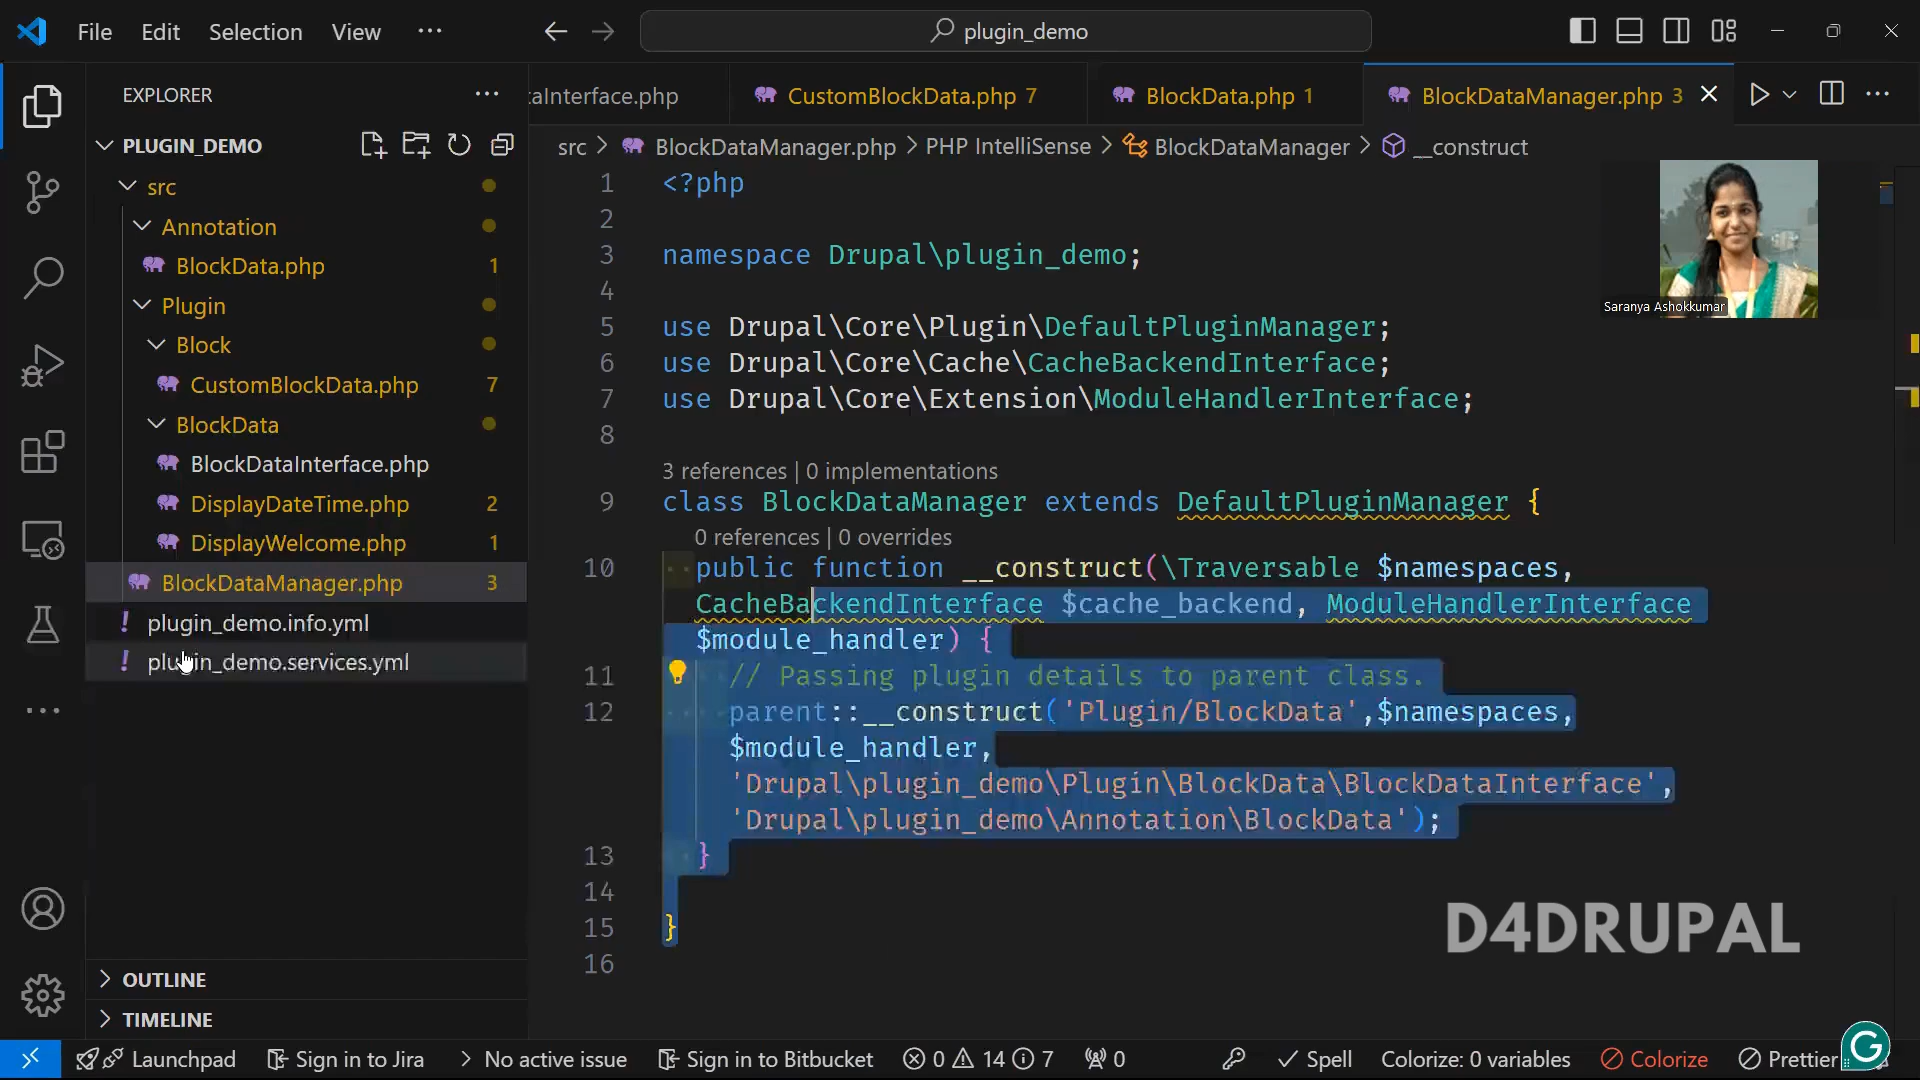 File Edit Selection View ... plugin_demo
EXPLORER ...
PLUGIN_DEMO
src
Annotation
BlockData.php 1
Plugin
Block
CustomBlockData.php 7
BlockData
BlockDataInterface.php
DisplayDateTime.php 2
DisplayWelcome.php 1
BlockDataManager.php 3
! plugin_demo.info.yml
! plugin_demo.services.yml
OUTLINE
TIMELINE
taInterface.php CustomBlockData.php 7 BlockData.php 1 BlockDataManager.php 3
src > BlockDataManager.php > PHP IntelliSense > BlockDataManager > __construct
1 <?php
2
3 namespace Drupal\plugin_demo;
4
5 use Drupal\Core\Plugin\DefaultPluginManager;
6 use Drupal\Core\Cache\CacheBackendInterface;
7 use Drupal\Core\Extension\ModuleHandlerInterface;
8
3 references | 0 implementations
9 class BlockDataManager extends DefaultPluginManager {
0 references | 0 overrides
10 public function __construct(\Traversable $namespaces,
CacheBackendInterface $cache_backend, ModuleHandlerInterface
$module_handler) {
11 // Passing plugin details to parent class.
12 parent::__construct('Plugin/BlockData',$namespaces,
$module_handler,
'Drupal\plugin_demo\Plugin\BlockData\BlockDataInterface',
'Drupal\plugin_demo\Annotation\BlockData');
13 }
14
15 }
16
Saranya Ashokkumar
D4DRUPAL
Launchpad Sign in to Jira > No active issue Sign in to Bitbucket 0 14 7 0 Spell Colorize: 0 variables Colorize Prettier